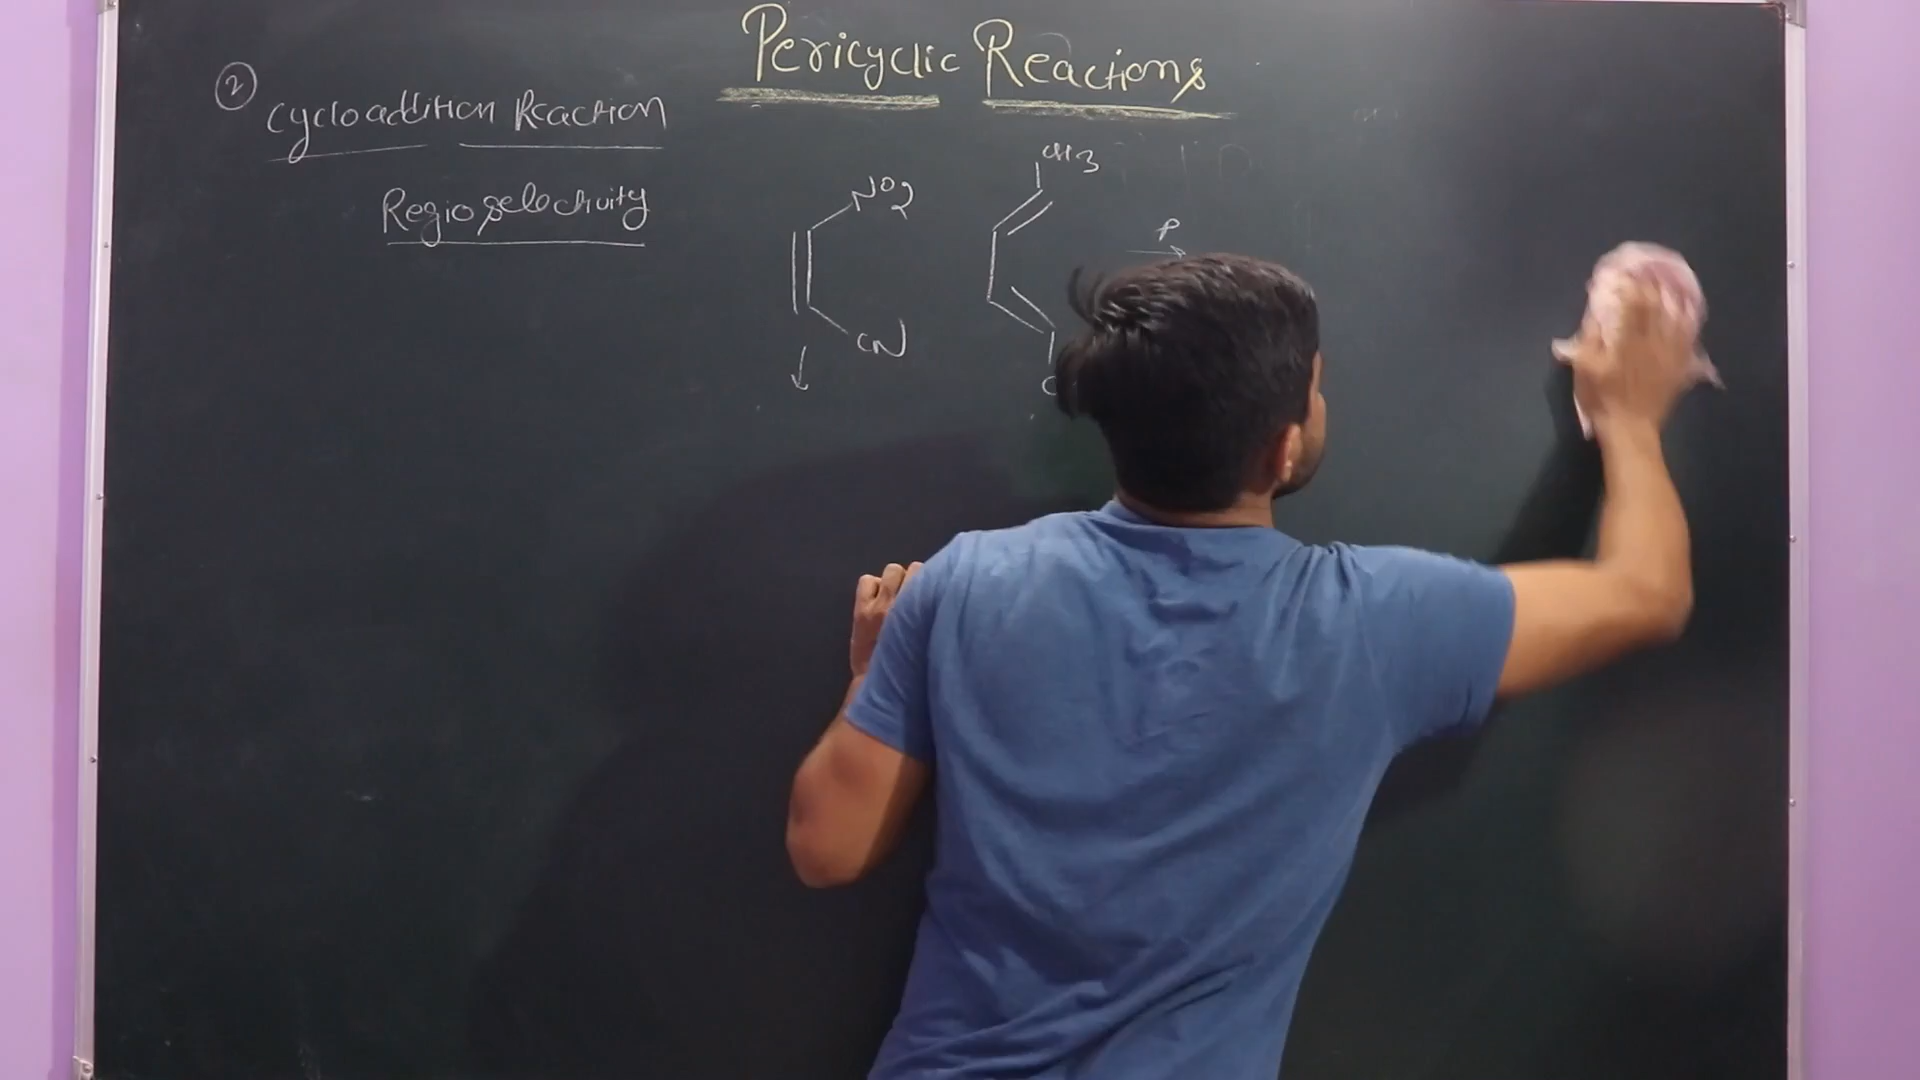 Pericyclic Reactions
② Cycloaddition Reaction
Regioselectivity
CH3
NO2
CN